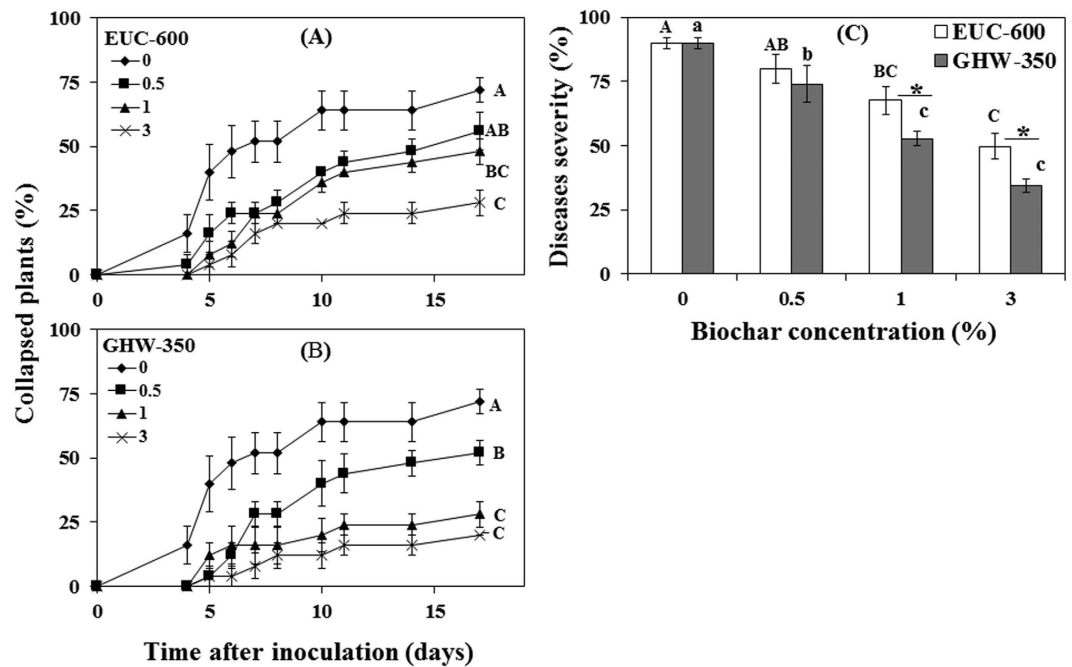 Collapsed plants (%)
(A)
EUC-600
0
0.5
1
3
100
75
50
25
0
A
AB
BC
C
0
5
10
15
(B)
GHW-350
0
0.5
1
3
100
75
50
25
0
A
B
C
C
0
5
10
15
Time after inoculation (days)
(C)
EUC-600
GHW-350
Diseases severity (%)
100
75
50
25
0
A
a
AB
b
BC
*
c
C
*
c
0
0.5
1
3
Biochar concentration (%)